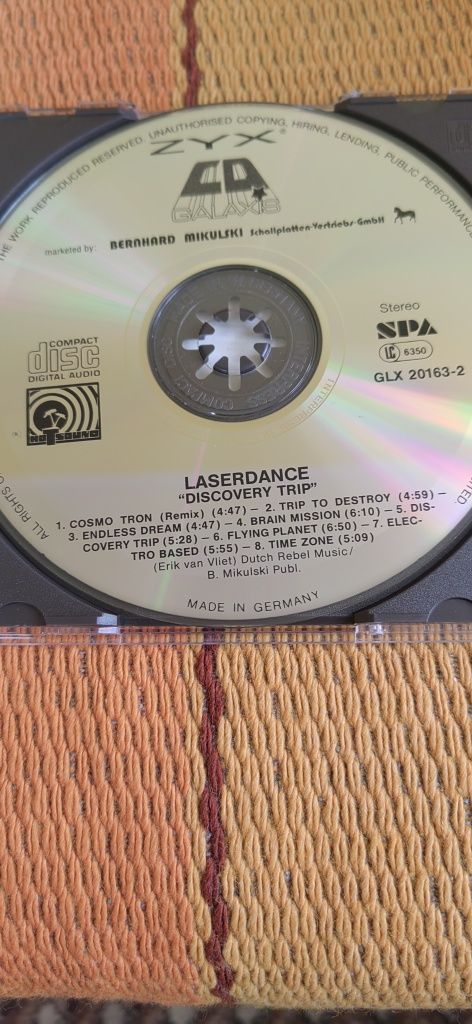 THE WORK REPRODUCED RESERVED. UNAUTHORISED COPYING, HIRING, LENDING, PUBLIC PERFORMANCE
ZYX®
CD
GALAXIS
marketed by: BERNHARD MIKULSKI Schallplatten-Vertriebs-GmbH
COMPACT
disc
DIGITAL AUDIO
HOTSOUND
Stereo
SPA
LC 6350
GLX 20163-2
INTERPRESS
COMPACT DISC
LASERDANCE
"DISCOVERY TRIP"
1. COSMO TRON (Remix) (4:47) – 2. TRIP TO DESTROY (4:59) –
3. ENDLESS DREAM (4:47) – 4. BRAIN MISSION (6:10) – 5. DIS-
COVERY TRIP (5:28) – 6. FLYING PLANET (6:50) – 7. ELEC-
TRO BASED (5:55) – 8. TIME ZONE (5:09)
(Erik van Vliet) Dutch Rebel Music/
B. Mikulski Publ.
MADE IN GERMANY
ALL RIGHTS O